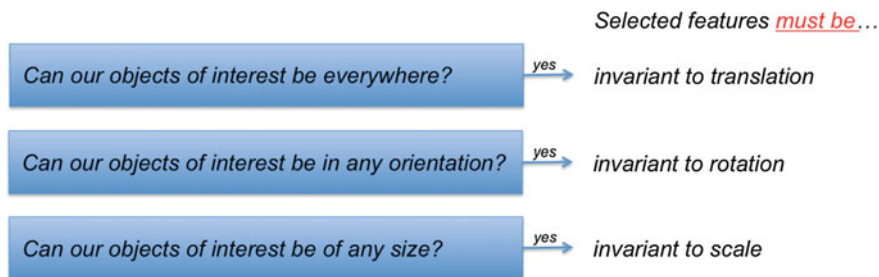 Selected features must be...
Can our objects of interest be everywhere? yes invariant to translation
Can our objects of interest be in any orientation? yes invariant to rotation
Can our objects of interest be of any size? yes invariant to scale